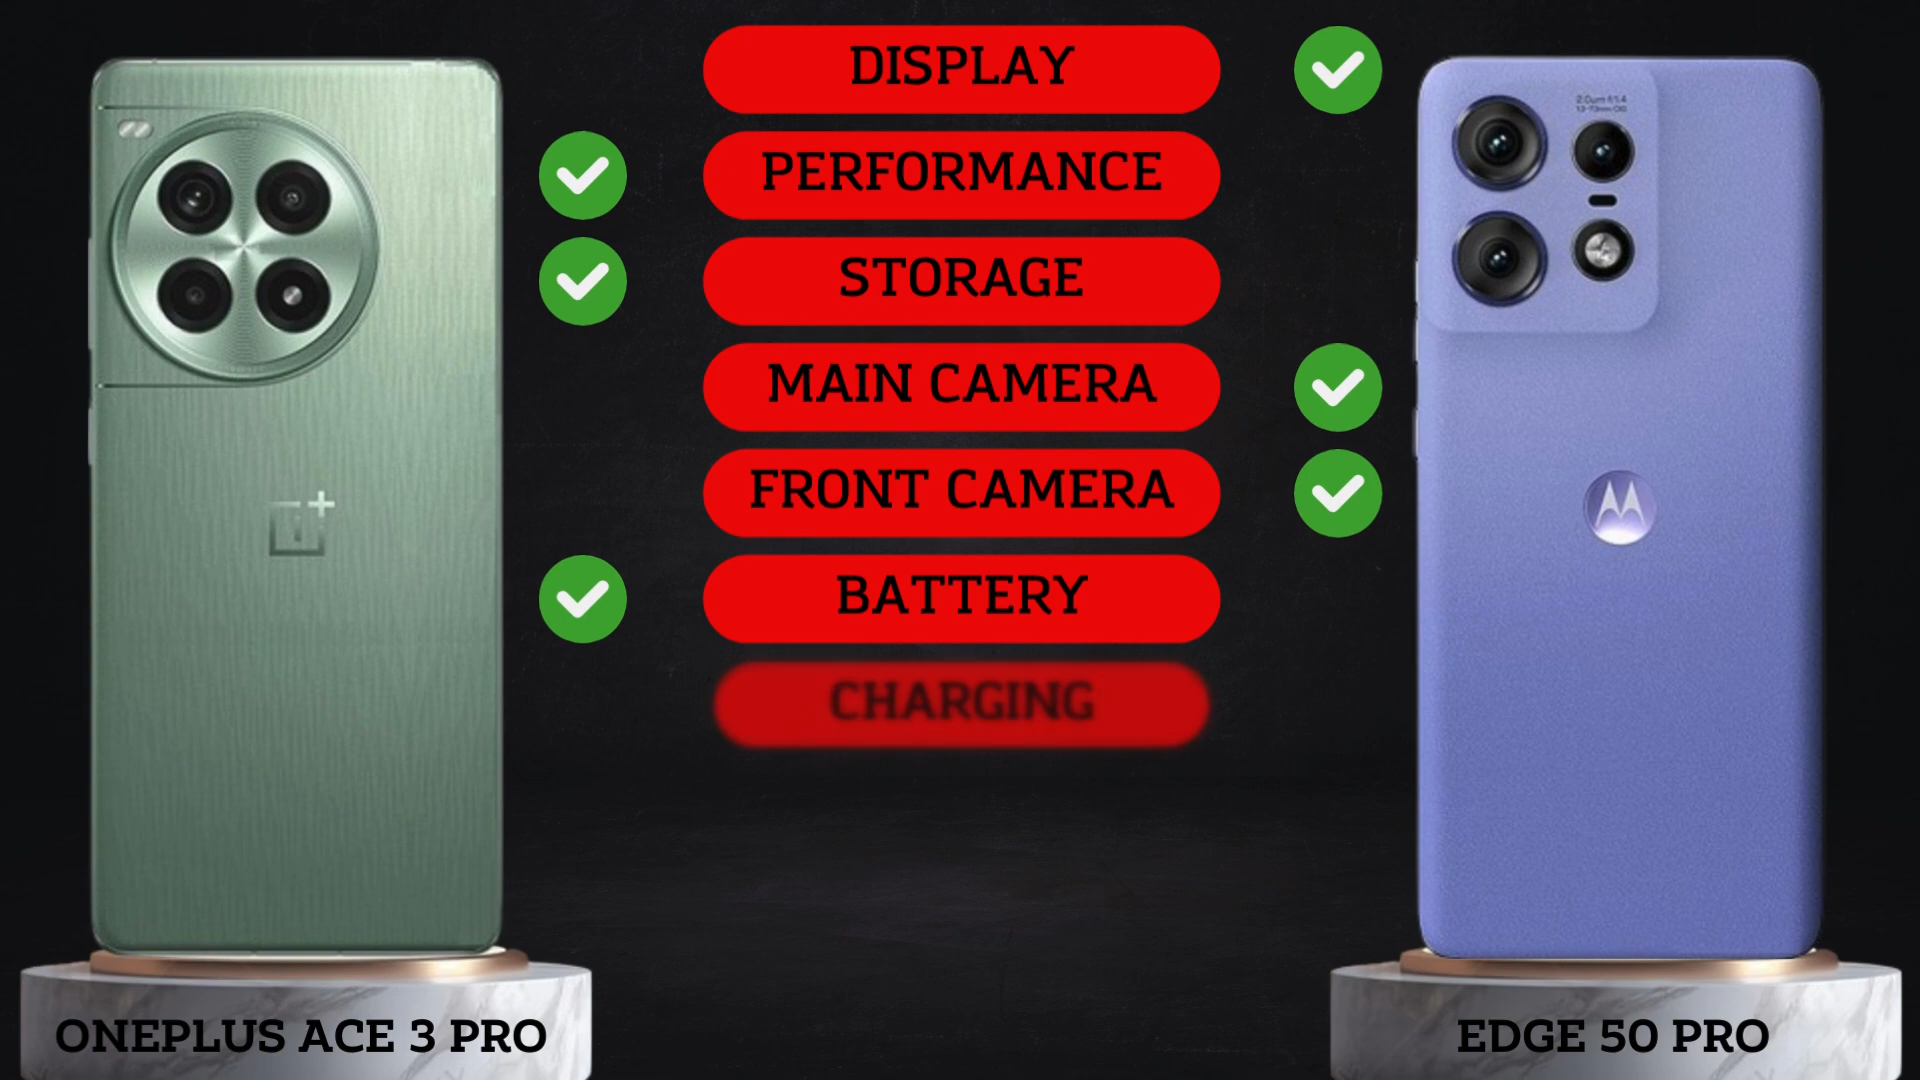 DISPLAY
PERFORMANCE
STORAGE
MAIN CAMERA
FRONT CAMERA
BATTERY
CHARGING
ONEPLUS ACE 3 PRO
EDGE 50 PRO